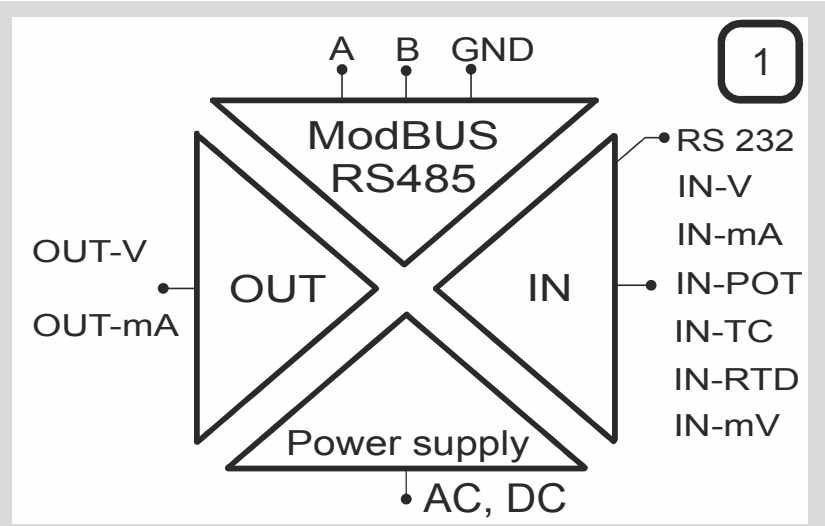 A B GND
1
ModBUS
RS485
RS 232
IN-V
IN-mA
IN-POT
IN-TC
IN-RTD
IN-mV
OUT-V
OUT-mA
OUT
IN
Power supply
AC, DC